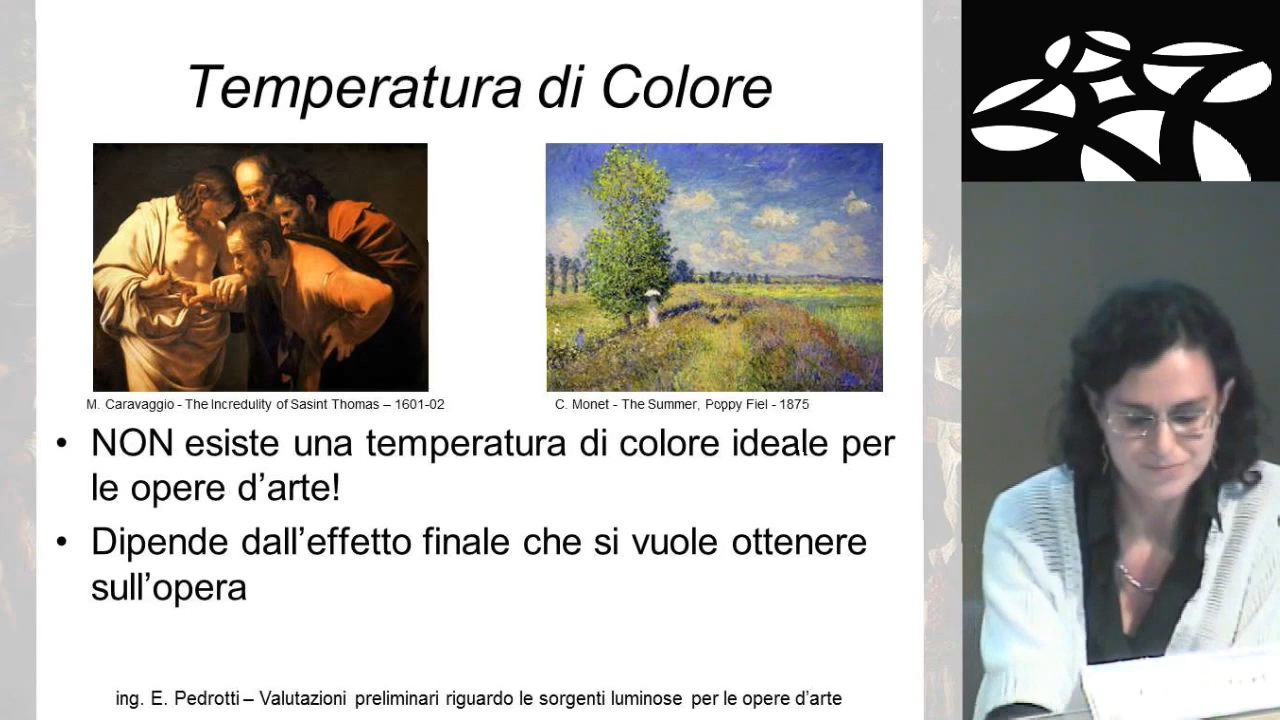 Temperatura di Colore
M. Caravaggio - The Incredulity of Sasint Thomas – 1601-02
C. Monet - The Summer, Poppy Fiel - 1875
• NON esiste una temperatura di colore ideale per
le opere d’arte!
• Dipende dall’effetto finale che si vuole ottenere
sull’opera
ing. E. Pedrotti – Valutazioni preliminari riguardo le sorgenti luminose per le opere d’arte